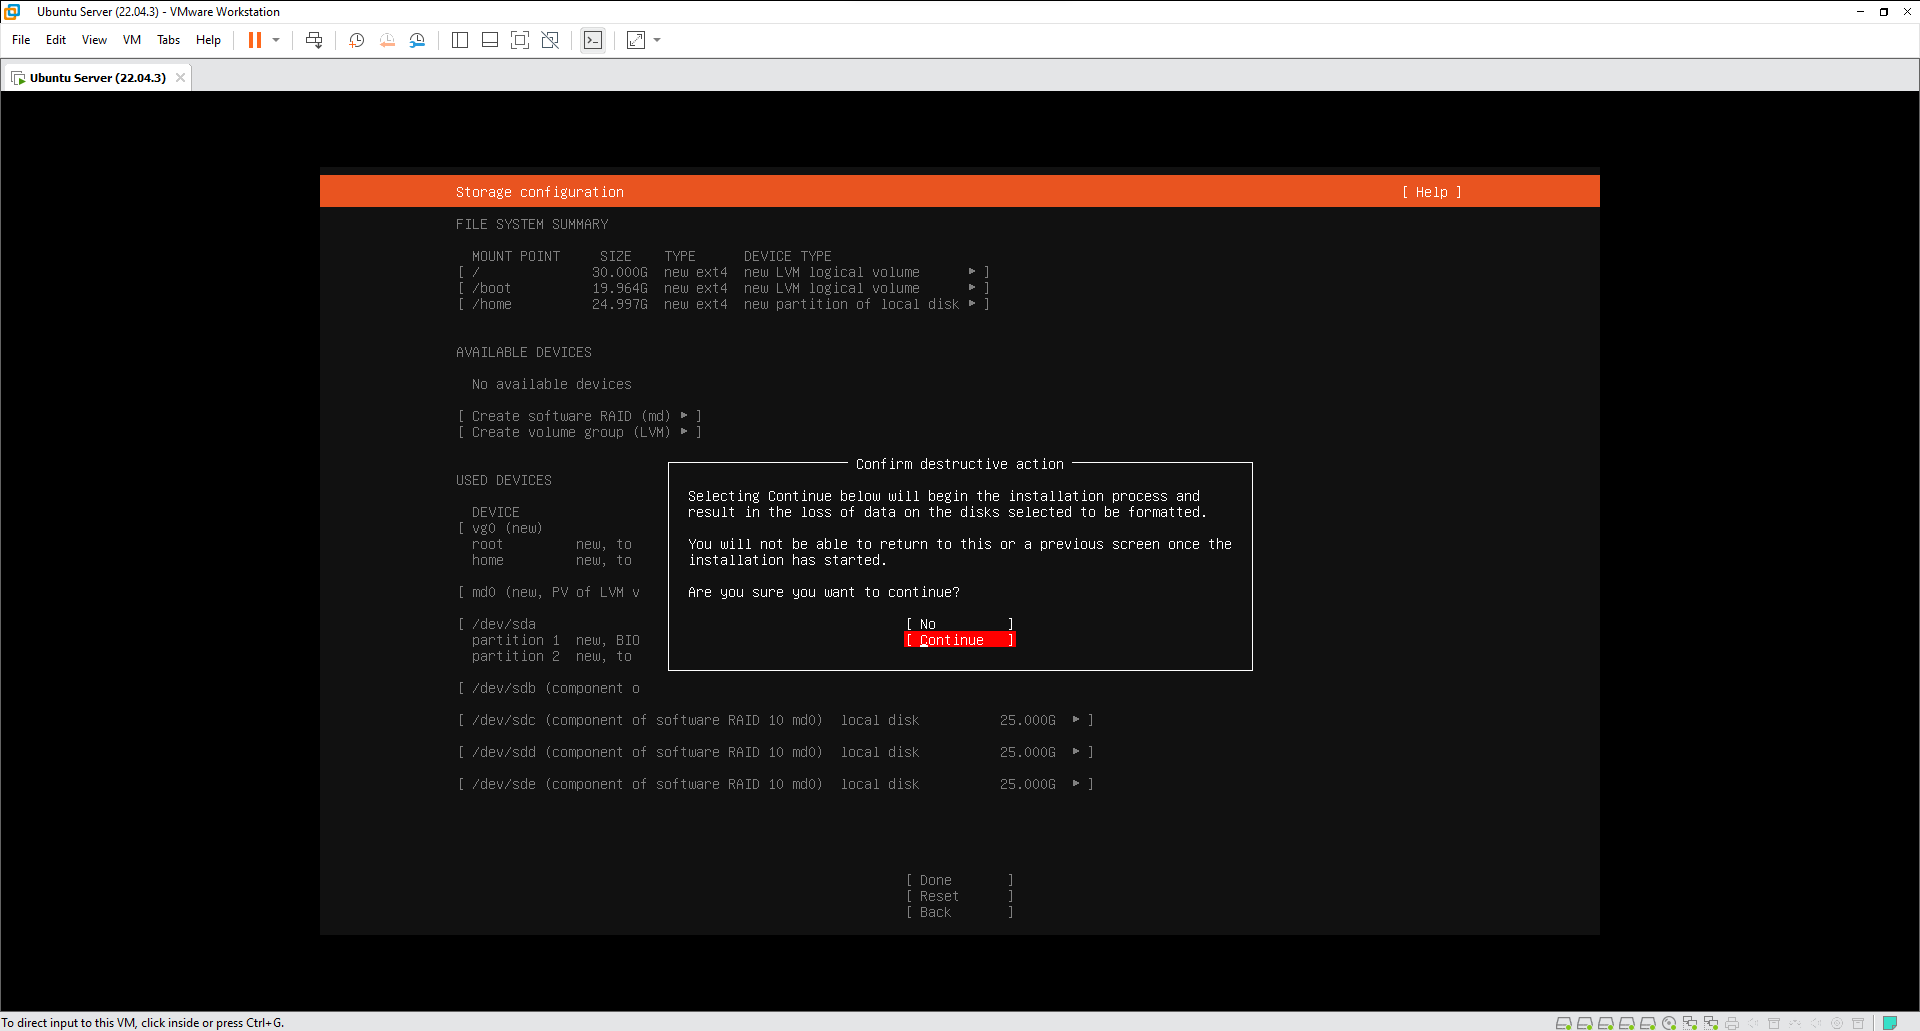 Ubuntu Server (22.04.3) - VMware Workstation
File Edit View VM Tabs Help
Ubuntu Server (22.04.3)
Storage configuration [ Help ]
FILE SYSTEM SUMMARY
MOUNT POINT SIZE TYPE DEVICE TYPE
[ / 30.000G new ext4 new LVM logical volume ▸ ]
[ /boot 19.964G new ext4 new LVM logical volume ▸ ]
[ /home 24.997G new ext4 new partition of local disk ▸ ]
AVAILABLE DEVICES
No available devices
[ Create software RAID (md) ▸ ]
[ Create volume group (LVM) ▸ ]
USED DEVICES
DEVICE
[ vg0 (new)
root new, to
home new, to
[ md0 (new, PV of LVM v
[ /dev/sda
partition 1 new, BIO
partition 2 new, to
[ /dev/sdb (component o
[ /dev/sdc (component of software RAID 10 md0) local disk 25.000G ▸ ]
[ /dev/sdd (component of software RAID 10 md0) local disk 25.000G ▸ ]
[ /dev/sde (component of software RAID 10 md0) local disk 25.000G ▸ ]
Confirm destructive action
Selecting Continue below will begin the installation process and
result in the loss of data on the disks selected to be formatted.
You will not be able to return to this or a previous screen once the
installation has started.
Are you sure you want to continue?
[ No ]
[ Continue ]
[ Done ]
[ Reset ]
[ Back ]
To direct input to this VM, click inside or press Ctrl+G.